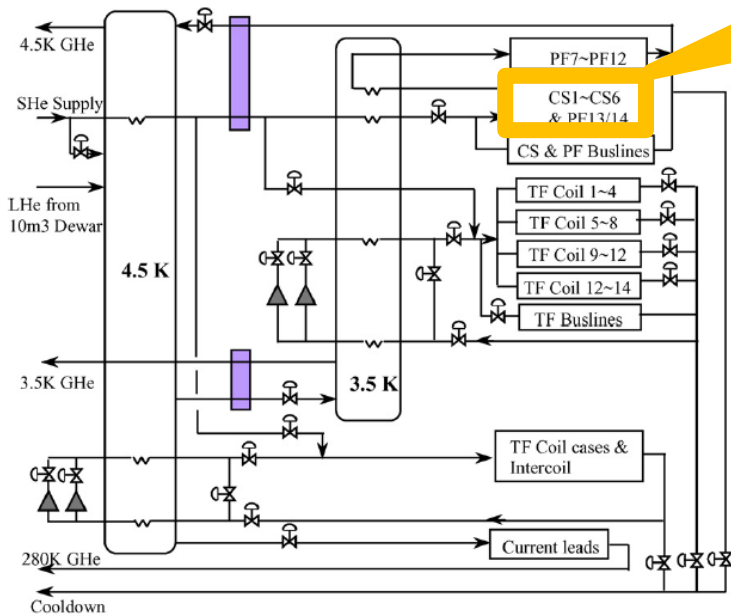 4.5K GHe
PF7~PF12
SHe Supply
CS1~CS6
& PF13/14
CS & PF Buslines
LHe from
10m3 Dewar
TF Coil 1~4
TF Coil 5~8
TF Coil 9~12
TF Coil 12~14
TF Buslines
4.5 K
3.5K GHe
3.5 K
TF Coil cases &
Intercoil
Current leads
280K GHe
Cooldown